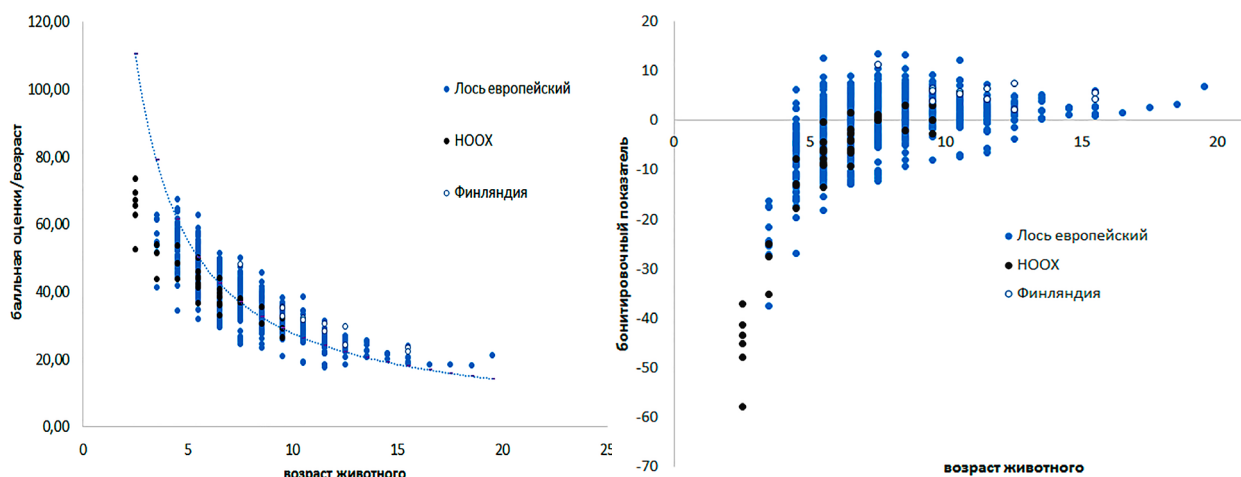 120,00
100,00
80,00
60,00
40,00
20,00
0,00
0
5
10
15
20
25
балльная оценки/возраст
возраст животного
Лось европейский
НООХ
Финляндия
20
10
0
-10
-20
-30
-40
-50
-60
-70
0
5
10
15
20
бонитировочный показатель
Лось европейский
НООХ
Финляндия
возраст животного